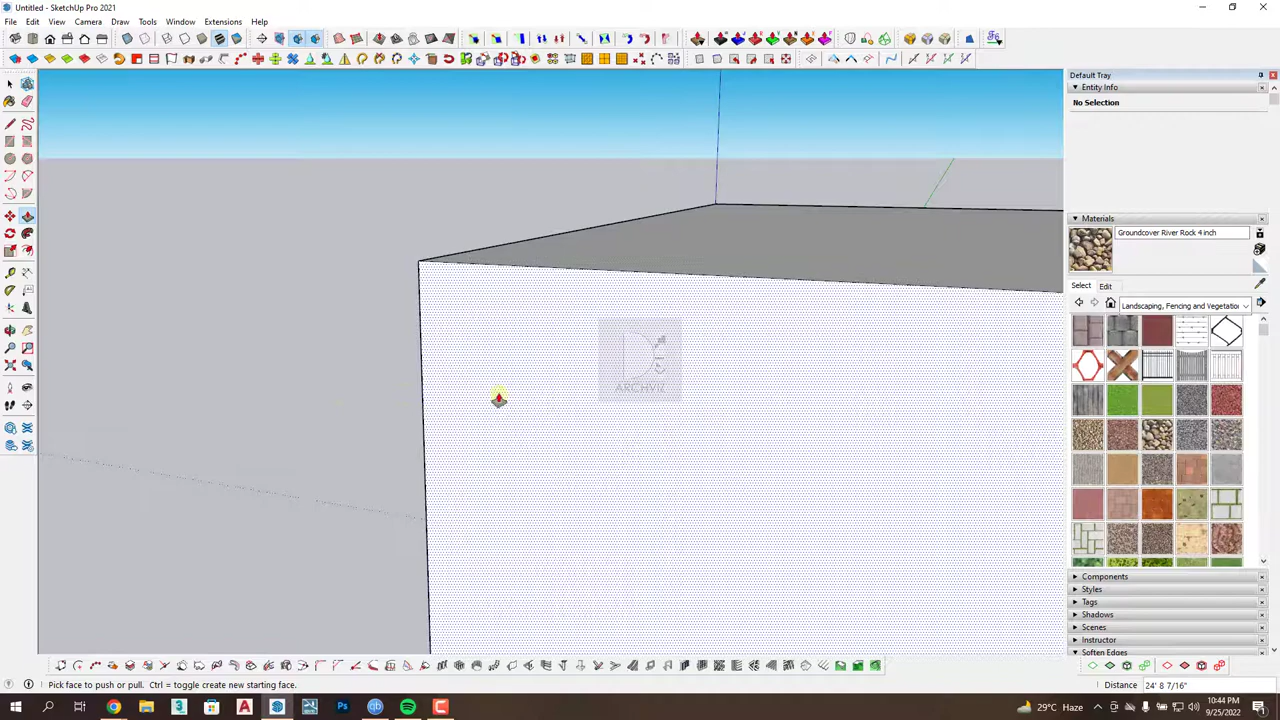 Untitled - SketchUp Pro 2021
File Edit View Camera Draw Tools Window Extensions Help
Default Tray
Entity Info
No Selection
Materials
Groundcover River Rock 4 inch
Select Edit
Landscaping, Fencing and Vegetation
ARCHVIZ
Components
Styles
Tags
Shadows
Scenes
Instructor
Soften Edges
Pick face to push or pull. Ctrl = toggle create new starting face.
Distance 24' 8 7/16"
29°C Haze
10:44 PM
9/25/2022